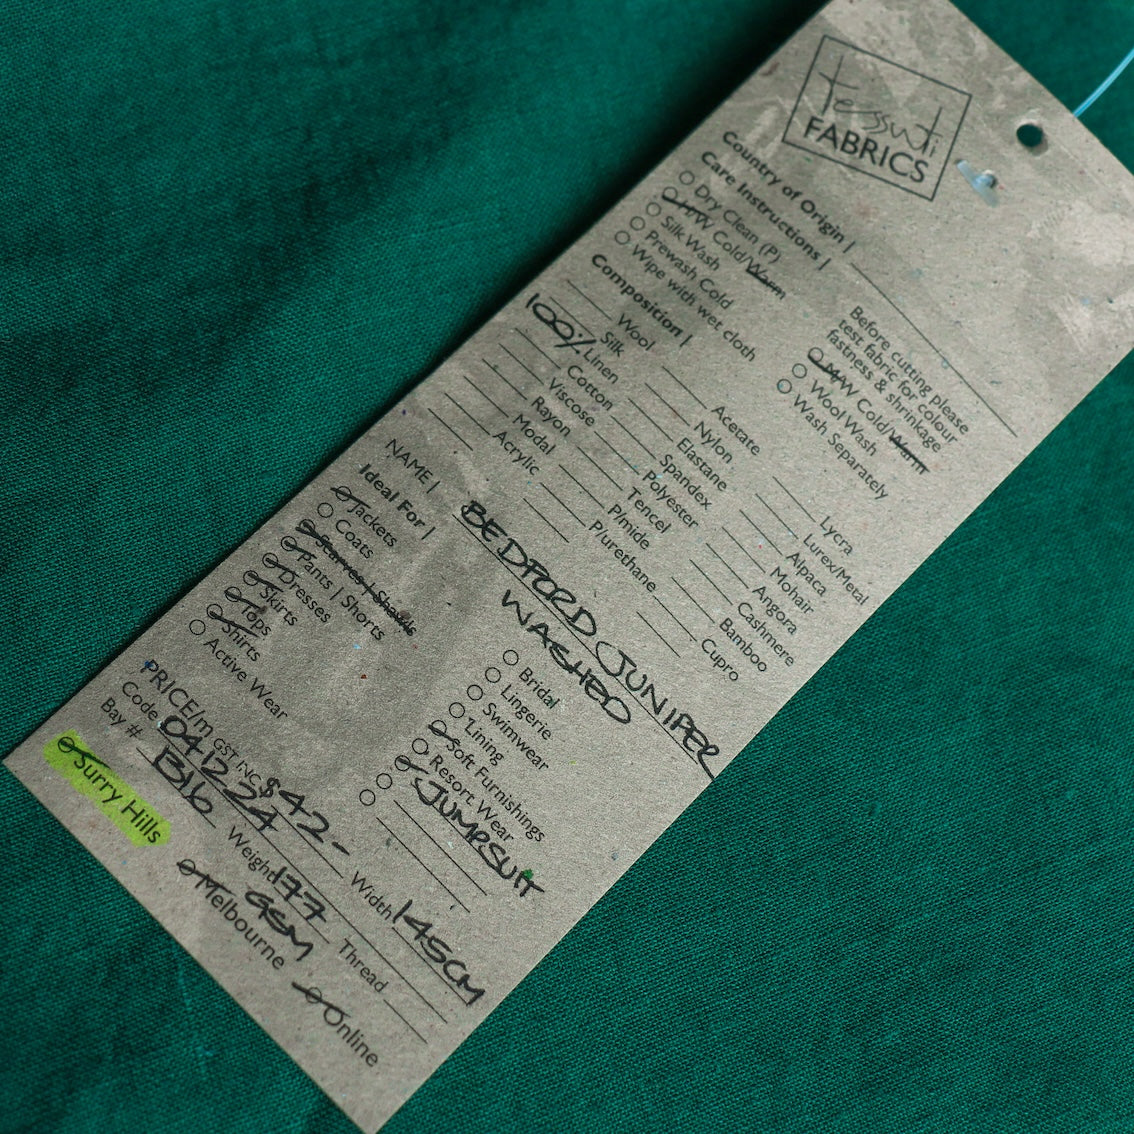 tessuti
FABRICS
Country of Origin |
Care Instructions |
Dry Clean (P)
M/W Cold/Warm
Silk Wash
Prewash Cold
Wipe with wet cloth
Before cutting please
test fabric for colour
fastness & shrinkage
M/W Cold/Warm
Wool Wash
Wash Separately
Composition |
Wool
Silk
100% Linen
Cotton
Viscose
Rayon
Modal
Acrylic
Acetate
Nylon
Elastane
Spandex
Polyester
Tencel
P/mide
P/urethane
Lycra
Lurex/Metal
Alpaca
Mohair
Angora
Cashmere
Bamboo
Cupro
NAME | BEDFORD (JUNIPER
WASHED
Ideal For |
Jackets
Coats
Scarves | Shawls
Pants | Shorts
Dresses
Skirts
Tops
Shirts
Active Wear
Bridal
Lingerie
Swimwear
Lining
Soft Furnishings
Resort Wear
JUMPSUIT
PRICE/m GST INC $42-
Width 145CM
Code 041224
Weight 177 GSM
Thread
Bay # B16
Surry Hills
Melbourne
Online